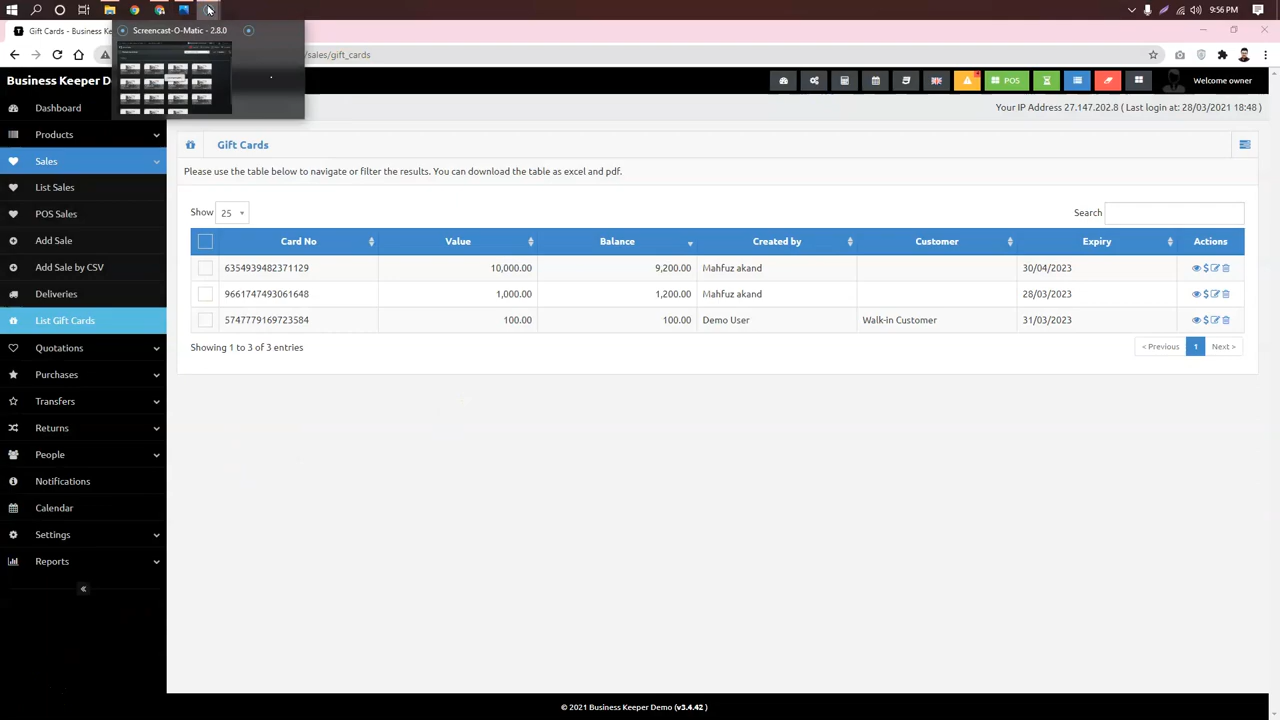 9:56 PM
Gift Cards - Business Ke
Screencast-O-Matic - 2.8.0
/sales/gift_cards
Business Keeper De
POS
Welcome owner
Your IP Address 27.147.202.8 ( Last login at: 28/03/2021 18:48 )
Dashboard
Products
Sales
List Sales
POS Sales
Add Sale
Add Sale by CSV
Deliveries
List Gift Cards
Quotations
Purchases
Transfers
Returns
People
Notifications
Calendar
Settings
Reports
Gift Cards
Please use the table below to navigate or filter the results. You can download the table as excel and pdf.
Show 25
Search
Card No Value Balance Created by Customer Expiry Actions
6354939482371129 10,000.00 9,200.00 Mahfuz akand 30/04/2023
9661747493061648 1,000.00 1,200.00 Mahfuz akand 28/03/2023
5747779169723584 100.00 100.00 Demo User Walk-in Customer 31/03/2023
Showing 1 to 3 of 3 entries
< Previous 1 Next >
© 2021 Business Keeper Demo (v3.4.42 )